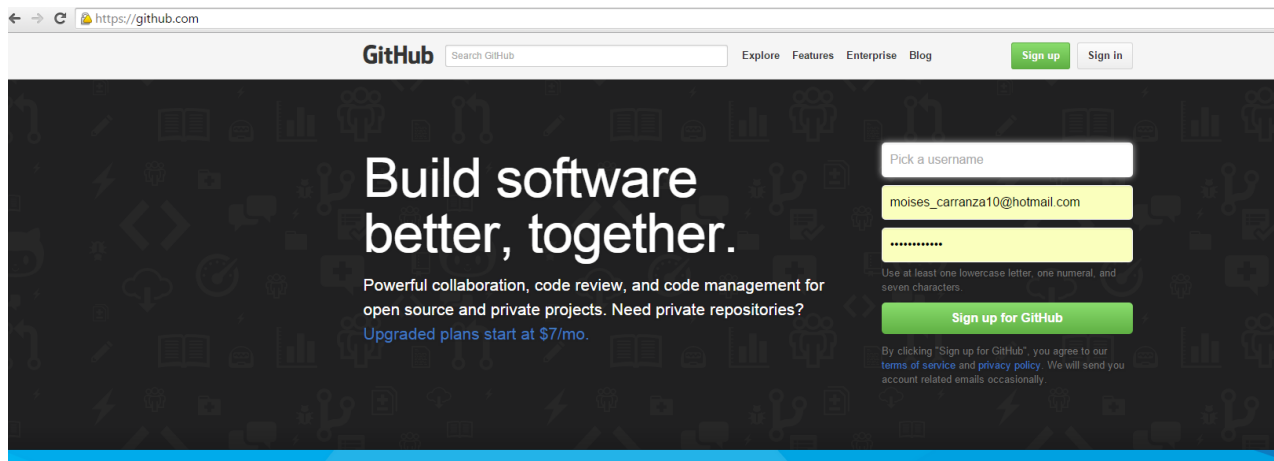 https://github.com
GitHub Search GitHub Explore Features Enterprise Blog Sign up Sign in
Build software
better, together.
Powerful collaboration, code review, and code management for
open source and private projects. Need private repositories?
Upgraded plans start at $7/mo.
Pick a username
moises_carranza10@hotmail.com
••••••••••••
Use at least one lowercase letter, one numeral, and
seven characters.
Sign up for GitHub
By clicking "Sign up for GitHub", you agree to our
terms of service and privacy policy. We will send you
account related emails occasionally.